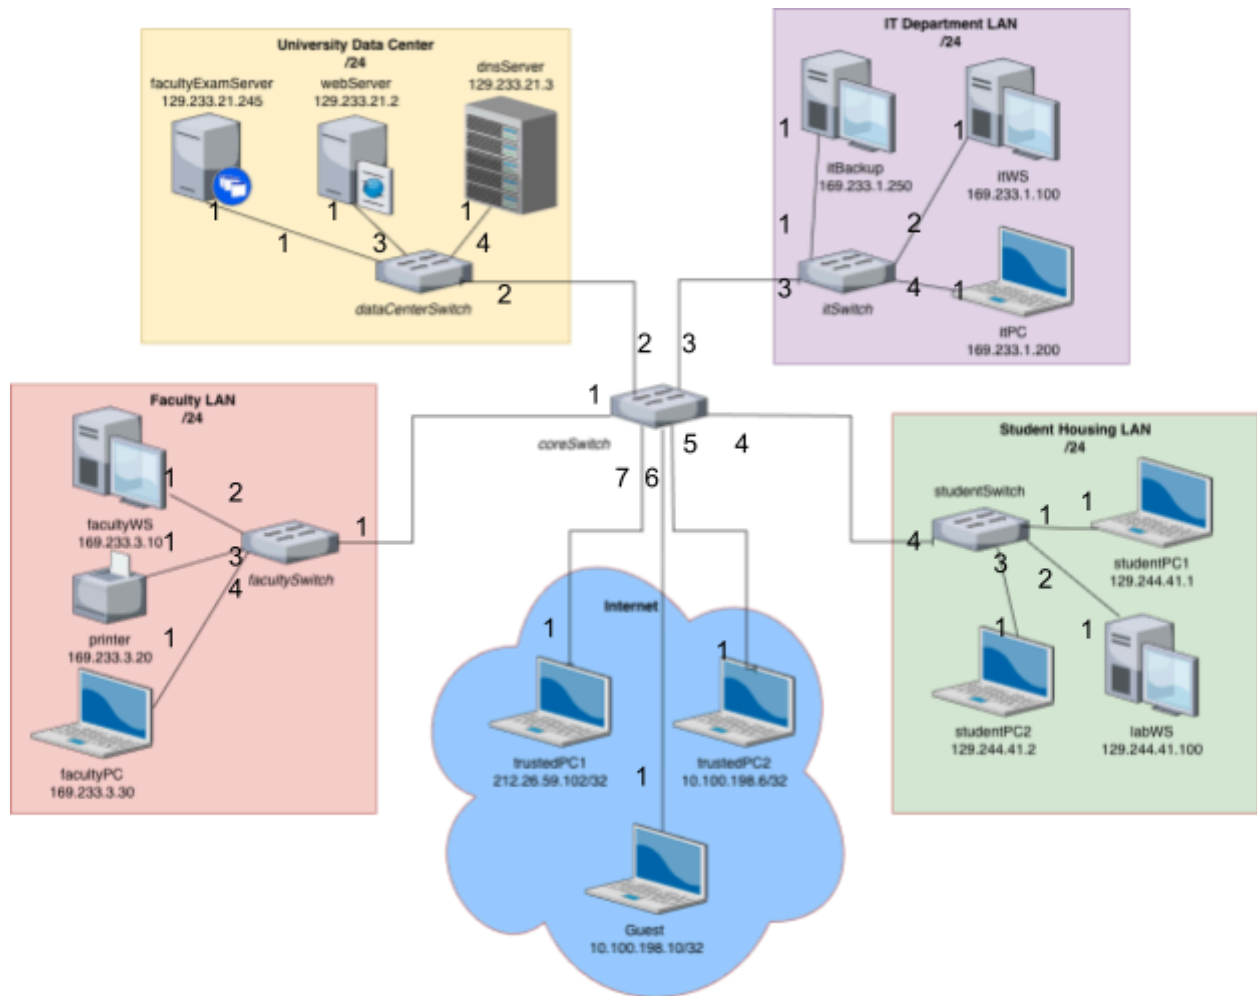 University Data Center
/24
facultyExamServer
129.233.21.245
webServer
129.233.21.2
dnsServer
129.233.21.3
1
1
1
1
3
4
2
dataCenterSwitch
IT Department LAN
/24
1
1
itBackup
169.233.1.250
itWS
169.233.1.100
1
2
3
4
1
itSwitch
itPC
169.233.1.200
2
3
1
coreSwitch
5
4
7
6
Faculty LAN
/24
1
2
facultyWS
169.233.3.10
1
3
1
4
facultySwitch
printer
169.233.3.20
1
facultyPC
169.233.3.30
Student Housing LAN
/24
studentSwitch
1
1
4
3
2
studentPC1
129.244.41.1
1
1
studentPC2
129.244.41.2
labWS
129.244.41.100
Internet
1
1
trustedPC1
212.26.59.102/32
trustedPC2
10.100.198.6/32
1
Guest
10.100.198.10/32